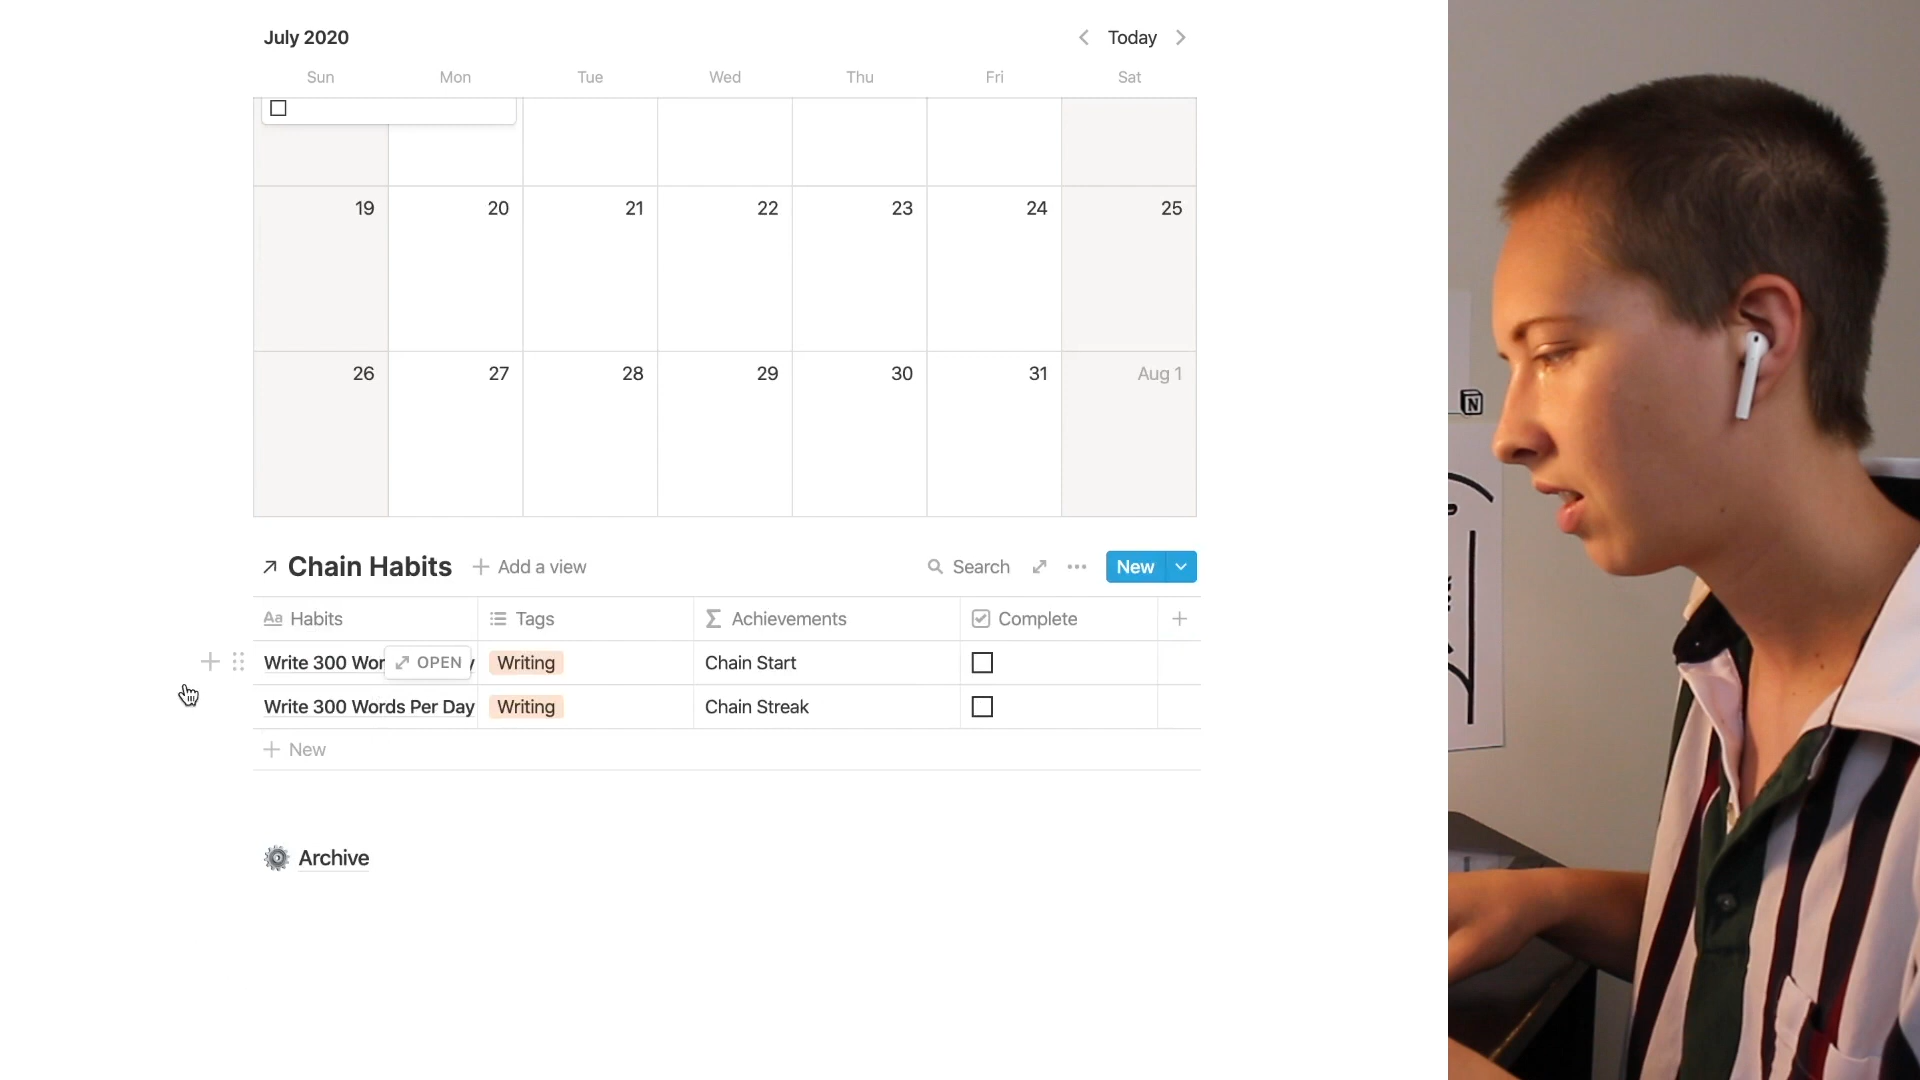 July 2020 Today
Sun Mon Tue Wed Thu Fri Sat
19 20 21 22 23 24 25
26 27 28 29 30 31 Aug 1
Chain Habits Add a view Search New
Aa Habits Tags Achievements Complete
Write 300 Wor OPEN y Writing Chain Start
Write 300 Words Per Day Writing Chain Streak
New
Archive
N